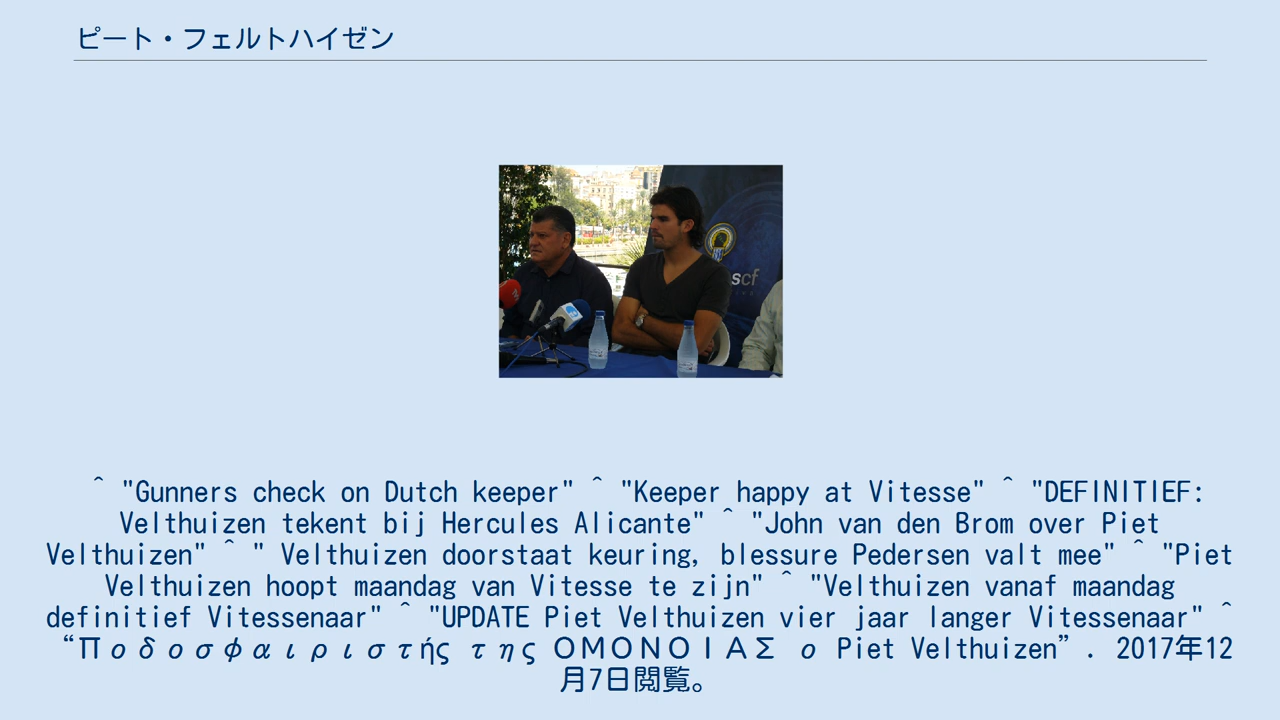 ピート・フェルトハイゼン
scf
^ "Gunners check on Dutch keeper" ^ "Keeper happy at Vitesse" ^ "DEFINITIEF:
Velthuizen tekent bij Hercules Alicante" ^ "John van den Brom over Piet
Velthuizen" ^ " Velthuizen doorstaat keuring, blessure Pedersen valt mee" ^ "Piet
Velthuizen hoopt maandag van Vitesse te zijn" ^ "Velthuizen vanaf maandag
definitief Vitessenaar" ^ "UPDATE Piet Velthuizen vier jaar langer Vitessenaar" ^
“Ποδοσφαιριστής της ΟΜΟΝΟΙΑΣ ο Piet Velthuizen”. 2017年12
月7日閲覧。